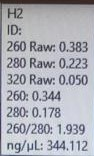 H2
ID:
260 Raw: 0.383
280 Raw: 0.223
320 Raw: 0.050
260: 0.344
280: 0.178
260/280: 1.939
ng/µL: 344.112